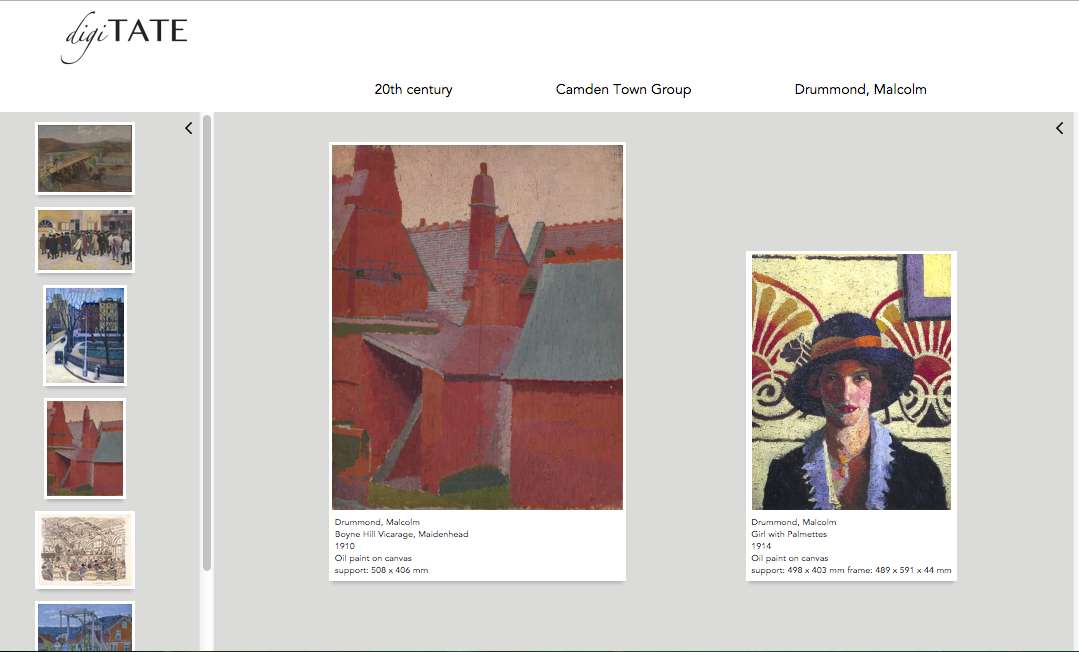 digiTATE
20th century
Camden Town Group
Drummond, Malcolm
Drummond, Malcolm
Boyne Hill Vicarage, Maidenhead
1910
Oil paint on canvas
support: 508 x 406 mm
Drummond, Malcolm
Girl with Palmettes
1914
Oil paint on canvas
support: 498 x 403 mm frame: 489 x 591 x 44 mm